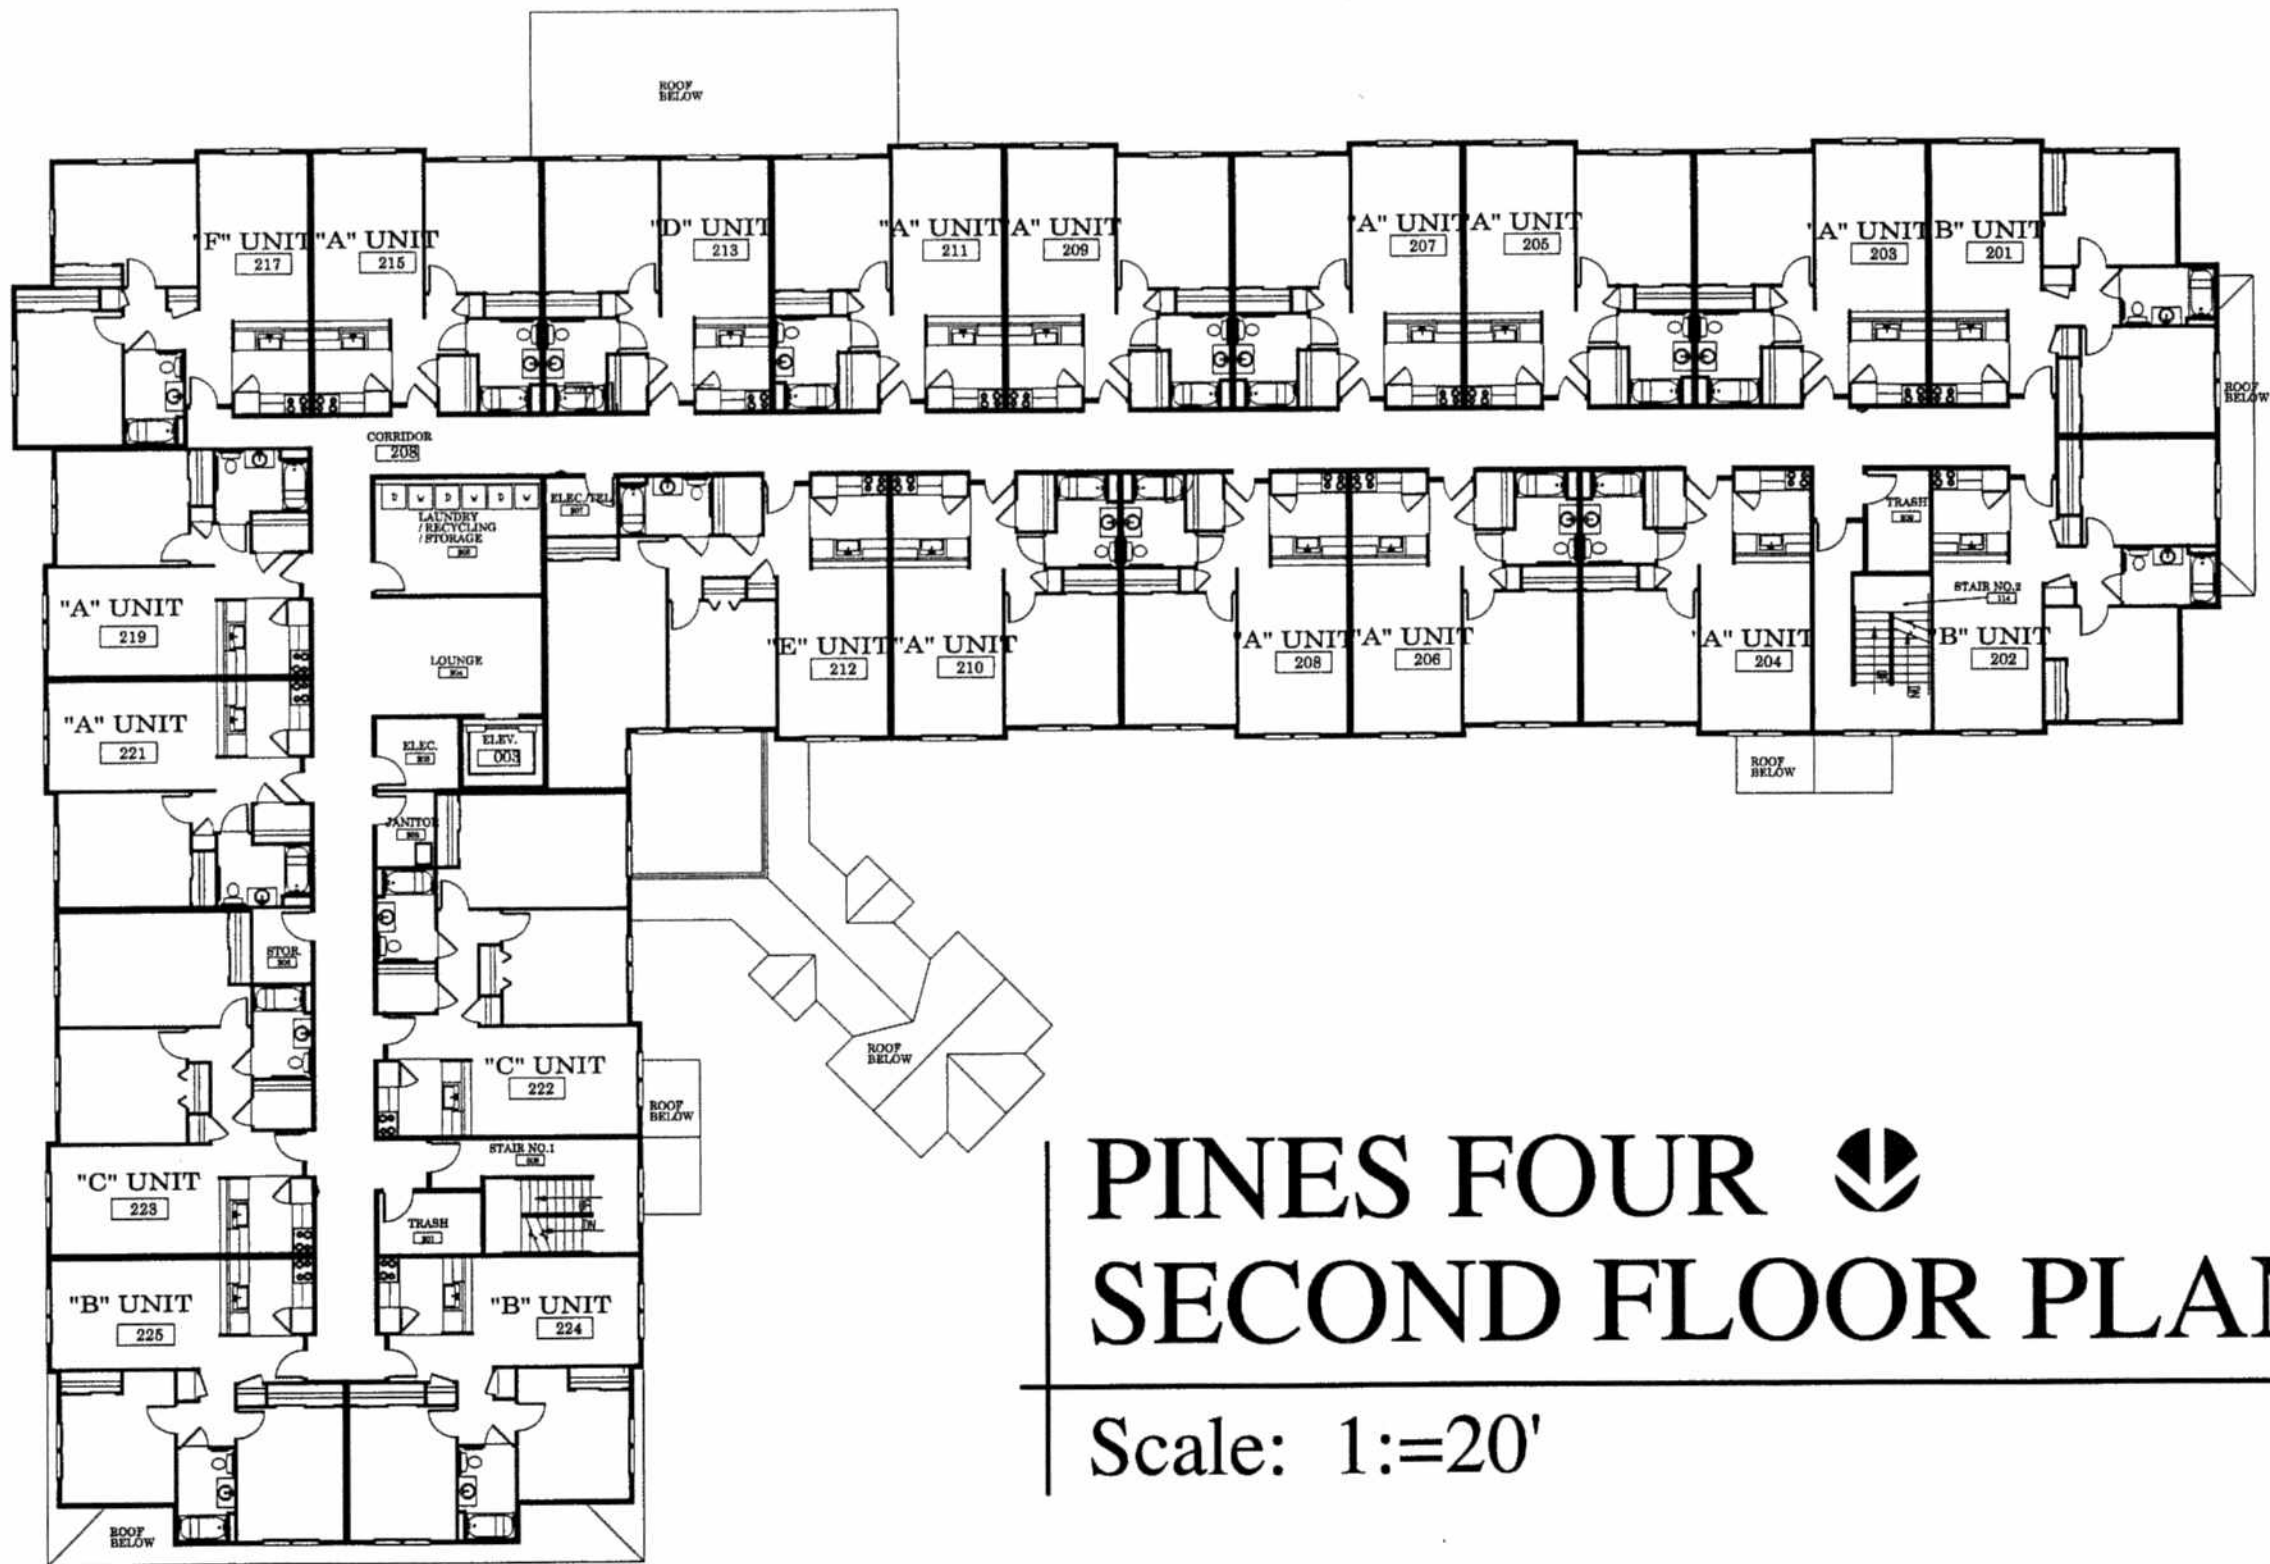 ROOF
BELOW
"F" UNIT
217
"A" UNIT
215
"D" UNIT
213
"A" UNIT
211
"A" UNIT
209
"A" UNIT
207
"A" UNIT
205
"A" UNIT
203
"B" UNIT
201
ROOF
BELOW
CORRIDOR
208
D W D W D W
LAUNDRY
/ RECYCLING
/ STORAGE
ELEC/TEL
TRASH
"A" UNIT
219
LOUNGE
"E" UNIT
212
"A" UNIT
210
"A" UNIT
208
"A" UNIT
206
"A" UNIT
204
STAIR NO.2
114
DN
"B" UNIT
202
"A" UNIT
221
ELEC.
ELEV.
003
ROOF
BELOW
JANITOR
STOR.
ROOF
BELOW
"C" UNIT
222
ROOF
BELOW
STAIR NO.1
DN
"C" UNIT
223
TRASH
"B" UNIT
225
"B" UNIT
224
ROOF
BELOW
PINES FOUR
SECOND FLOOR PLAN
Scale: 1:=20'